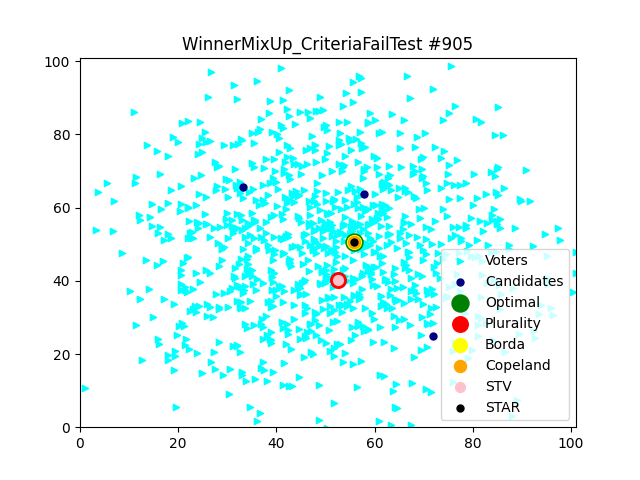 WinnerMixUp_CriteriaFailTest #905
100
80
60
40
20
0
0 20 40 60 80 100
Voters
Candidates
Optimal
Plurality
Borda
Copeland
STV
STAR